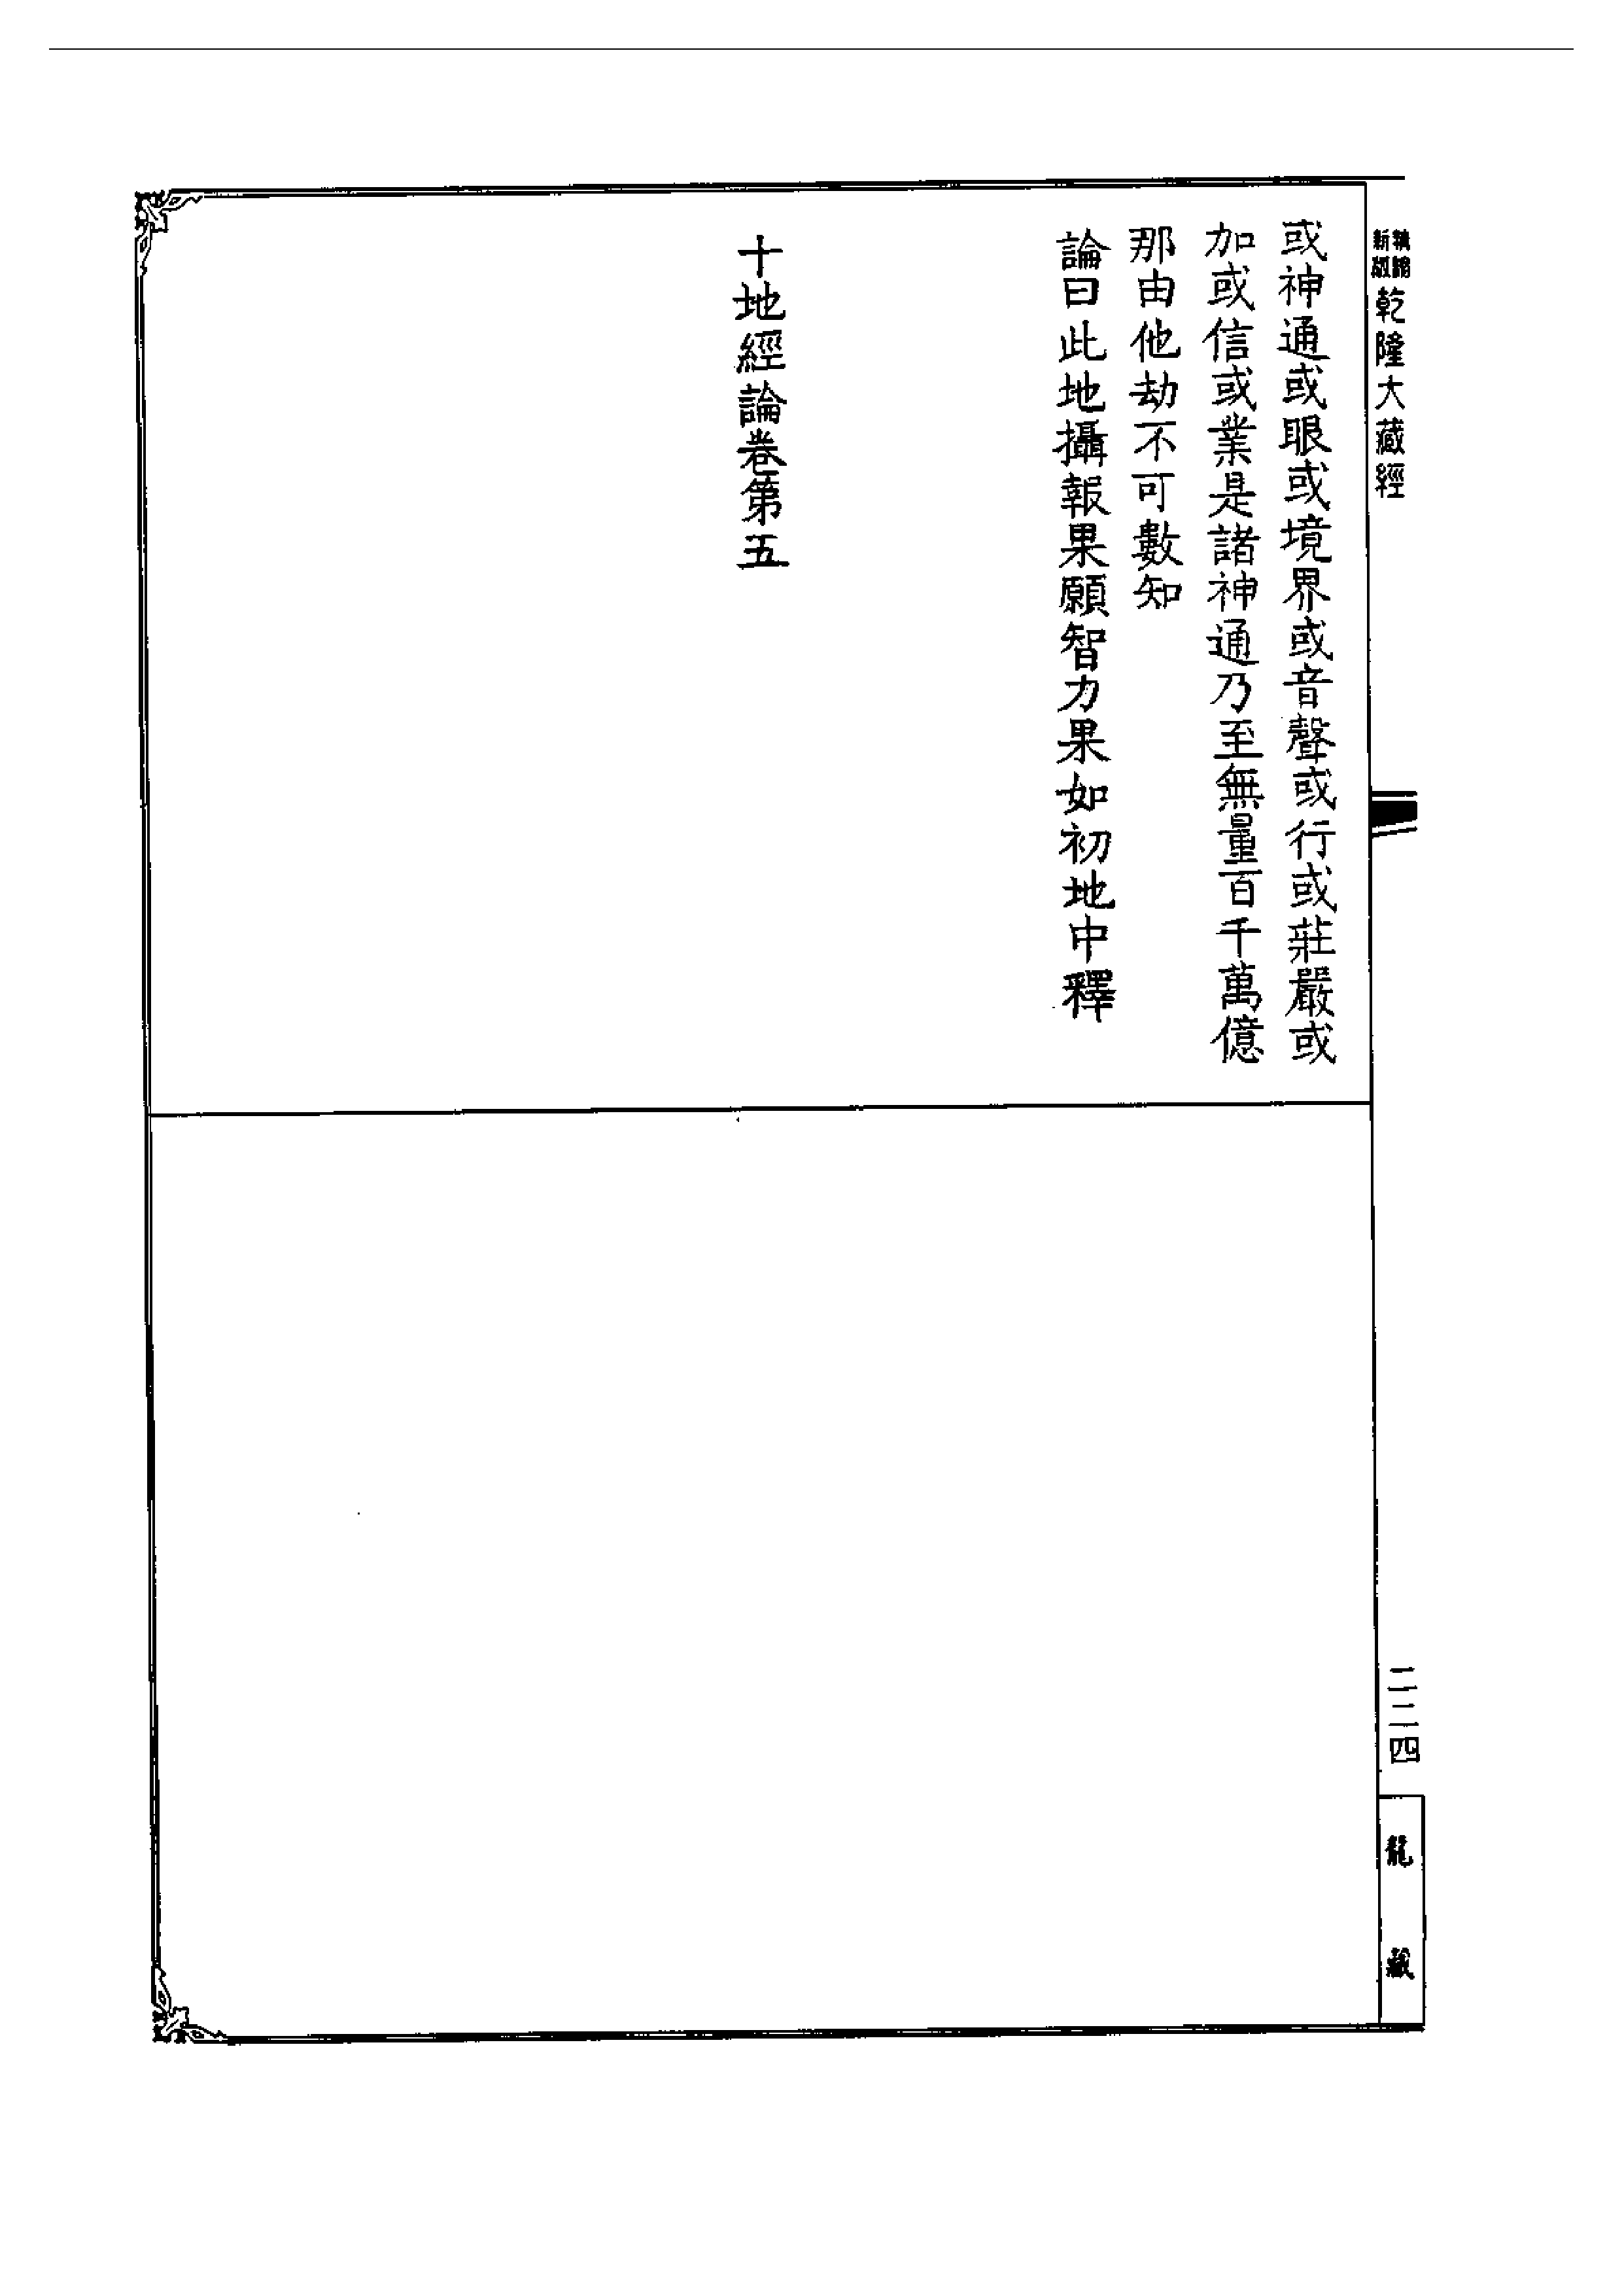 新版乾隆大藏經
或神通或眼或境界或音聲或行或莊嚴或
加或信或業是諸神通乃至無量百千萬億
那由他劫不可數知
論曰此地攝報果願智力果如初地中釋
十地經論卷第五
二二四
龍藏